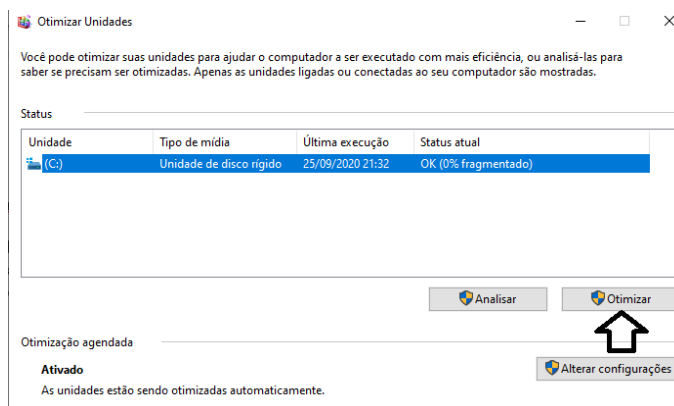 Otimizar Unidades
Você pode otimizar suas unidades para ajudar o computador a ser executado com mais eficiência, ou analisá-las para
saber se precisam ser otimizadas. Apenas as unidades ligadas ou conectadas ao seu computador são mostradas.
Status
Unidade Tipo de mídia Última execução Status atual
(C:) Unidade de disco rígido 25/09/2020 21:32 OK (0% fragmentado)
Analisar Otimizar
Otimização agendada
Ativado Alterar configurações
As unidades estão sendo otimizadas automaticamente.